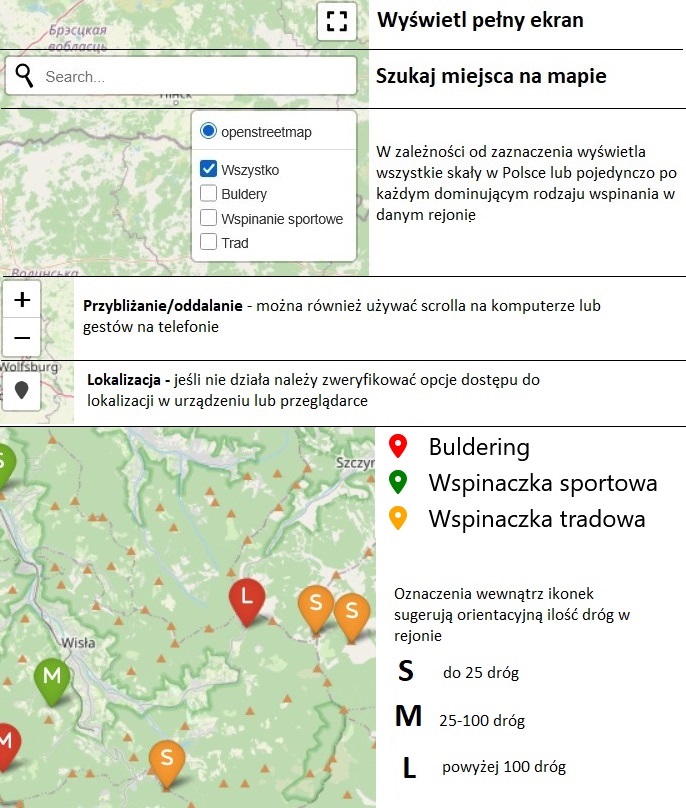 Брэсцкая
вобласць
Wyświetl pełny ekran
Search...
Szukaj miejsca na mapie
openstreetmap
Wszystko
Buldery
Wspinanie sportowe
Trad
W zależności od zaznaczenia wyświetla
wszystkie skały w Polsce lub pojedynczo po
każdym dominującym rodzaju wspinania w
danym rejonię
Волинська
+
−
Przybliżanie/oddalanie - można również używać scrolla na komputerze lub
gestów na telefonie
Wolfsburg
Lokalizacja - jeśli nie działa należy zweryfikować opcje dostępu do
lokalizacji w urządzeniu lub przeglądarce
S
Szczyr
L
S
S
Wisła
M
M
S
Buldering
Wspinaczka sportowa
Wspinaczka tradowa
Oznaczenia wewnątrz ikonek
sugerują orientacyjną ilość dróg w
rejonie
S do 25 dróg
M 25-100 dróg
L powyżej 100 dróg